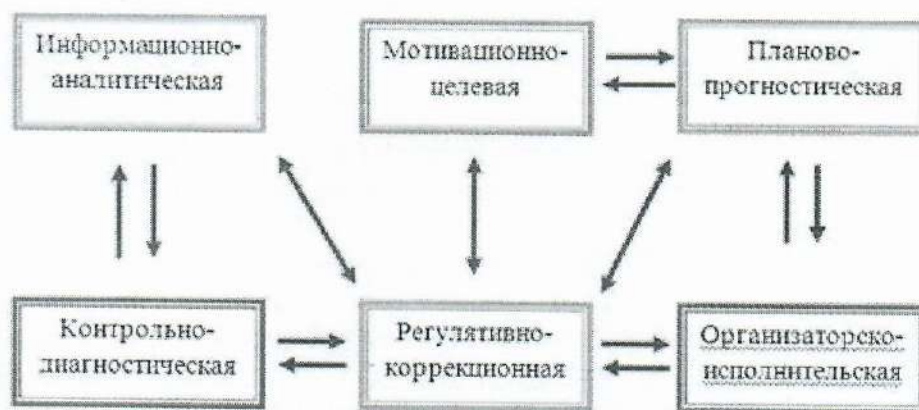 Информационно-
аналитическая
Мотивационно-
целевая
Планово-
прогностическая
Контрольно-
диагностическая
Регулятивно-
коррекционная
Организаторско-
исполнительская